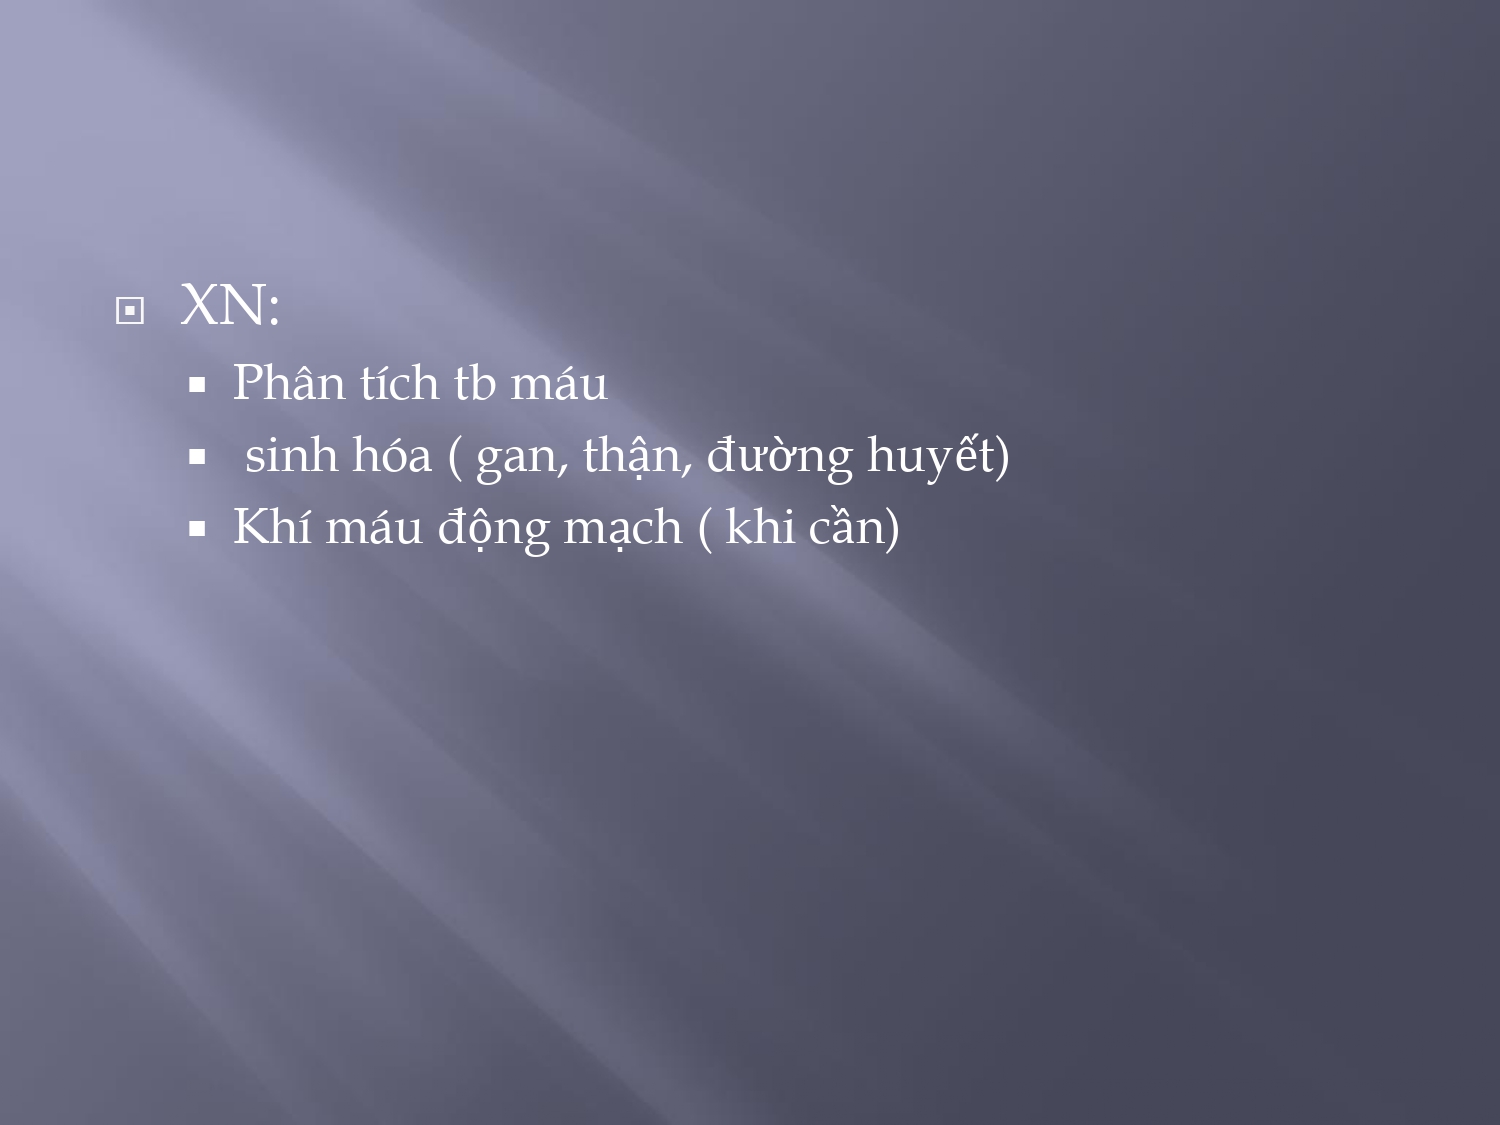 XN:
Phân tích tb máu
sinh hóa ( gan, thận, đường huyết)
Khí máu động mạch ( khi cần)